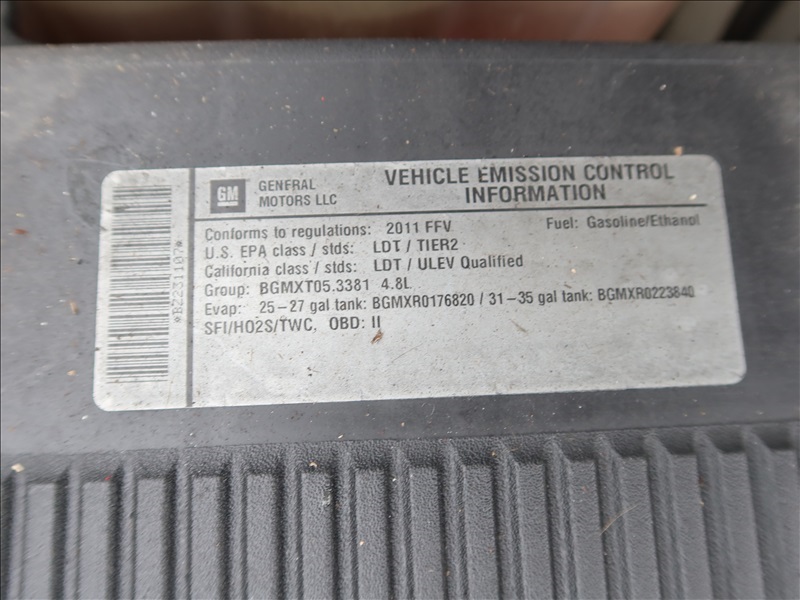 GM
GENERAL
MOTORS LLC
VEHICLE EMISSION CONTROL
INFORMATION
Conforms to regulations: 2011 FFV Fuel: Gasoline/Ethanol
U.S. EPA class / stds: LDT / TIER2
California class / stds: LDT / ULEV Qualified
Group: BGMXT05.3381 4.8L
Evap: 25-27 gal tank: BGMXR0176820 / 31-35 gal tank: BGMXR0223840
SFI/HO2S/TWC, OBD: II
*B2231107*